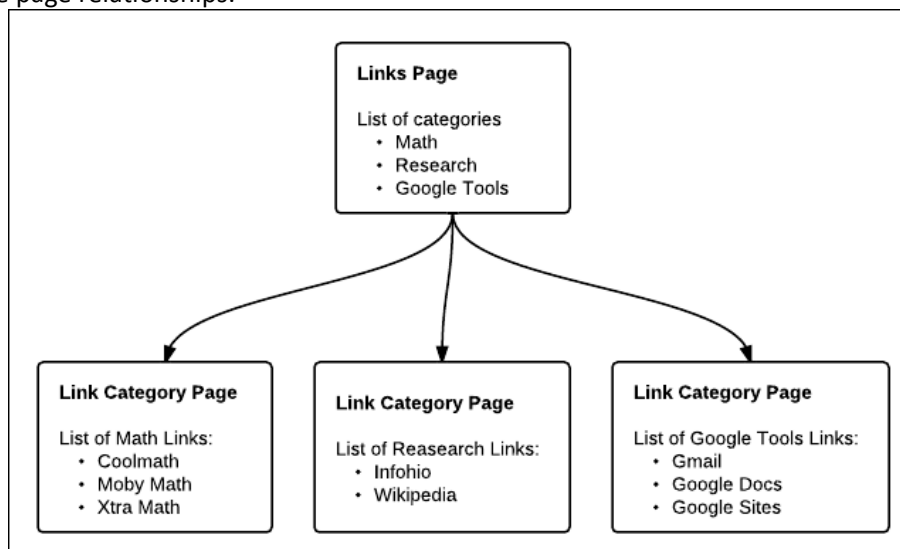 s page relationships.
Links Page
List of categories
• Math
• Research
• Google Tools
Link Category Page
List of Math Links:
• Coolmath
• Moby Math
• Xtra Math
Link Category Page
List of Reasearch Links:
• Infohio
• Wikipedia
Link Category Page
List of Google Tools Links:
• Gmail
• Google Docs
• Google Sites